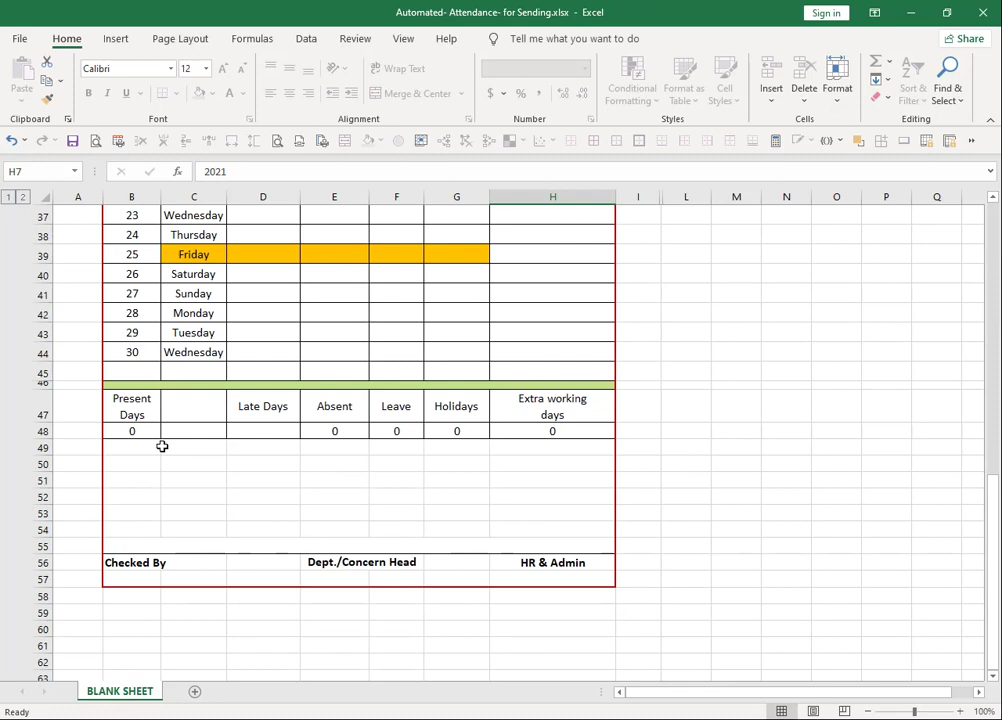 Automated- Attendance- for Sending.xlsx - Excel
Sign in
File Home Insert Page Layout Formulas Data Review View Help Tell me what you want to do Share
Paste
Calibri 12
Wrap Text
B I U
Merge & Center
$ % ,
Conditional Formatting
Format as Table
Cell Styles
Insert Delete Format
Sort & Filter
Find & Select
Clipboard Font Alignment Number Styles Cells Editing
H7
fx 2021
1 2
A B C D E F G H I L M N O P Q
37 23 Wednesday
38 24 Thursday
39 25 Friday
40 26 Saturday
41 27 Sunday
42 28 Monday
43 29 Tuesday
44 30 Wednesday
45
46
47 Present Days Late Days Absent Leave Holidays Extra working days
48 0 0 0 0 0
49
50
51
52
53
54
55
56 Checked By Dept./Concern Head HR & Admin
57
58
59
60
61
62
63
BLANK SHEET
Ready
100%